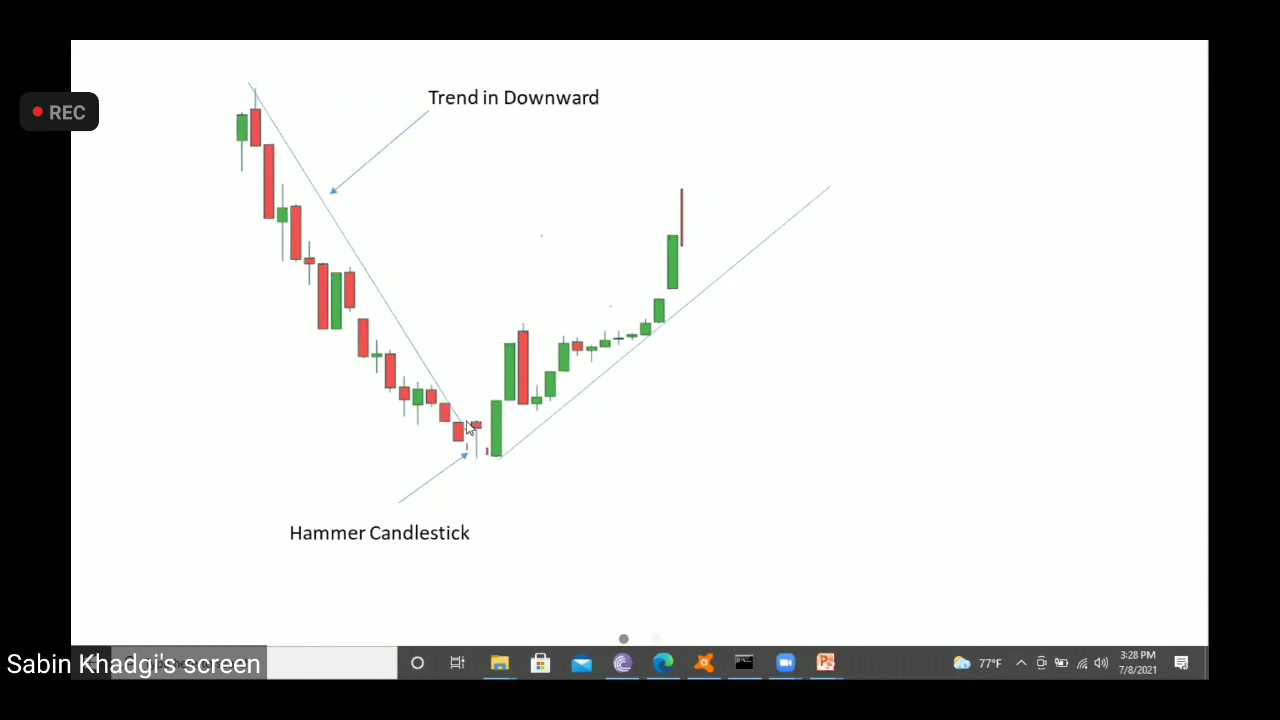 Trend in Downward
REC
Hammer Candlestick
Sabin Khadgi's screen
77°F
3:28 PM
7/8/2021